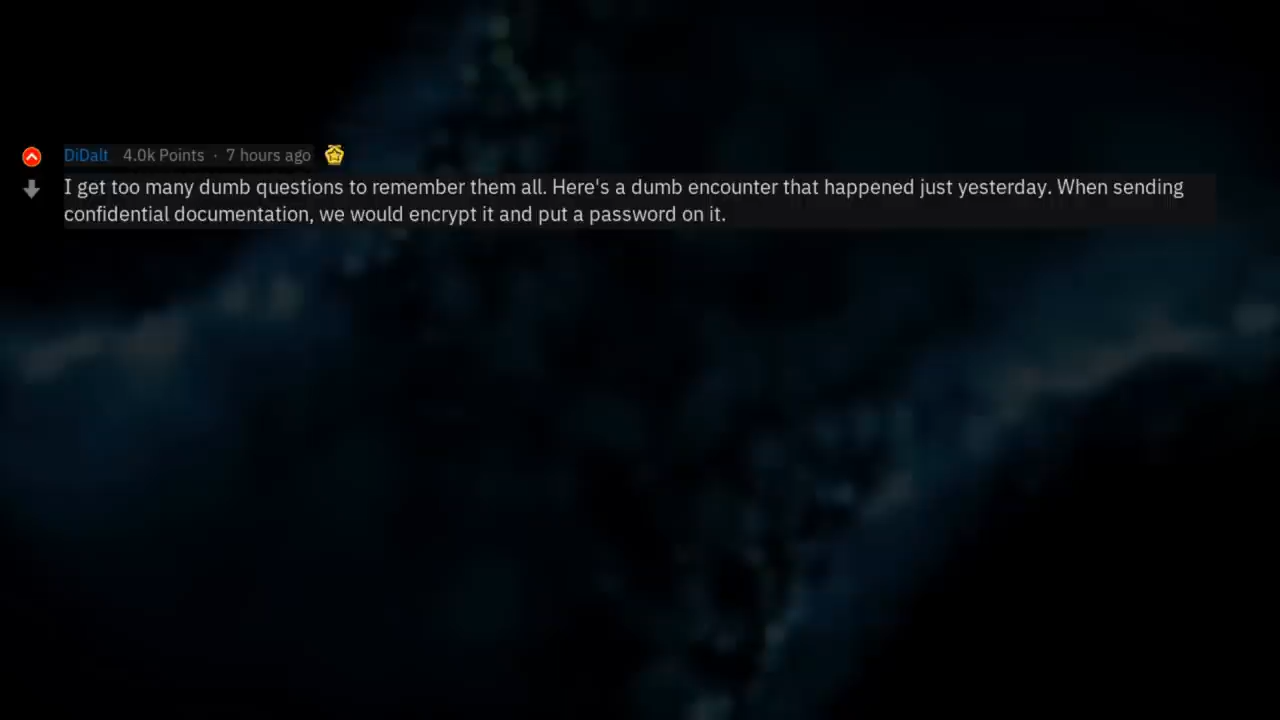 DiDalt 4.0k Points · 7 hours ago
I get too many dumb questions to remember them all. Here's a dumb encounter that happened just yesterday. When sending
confidential documentation, we would encrypt it and put a password on it.